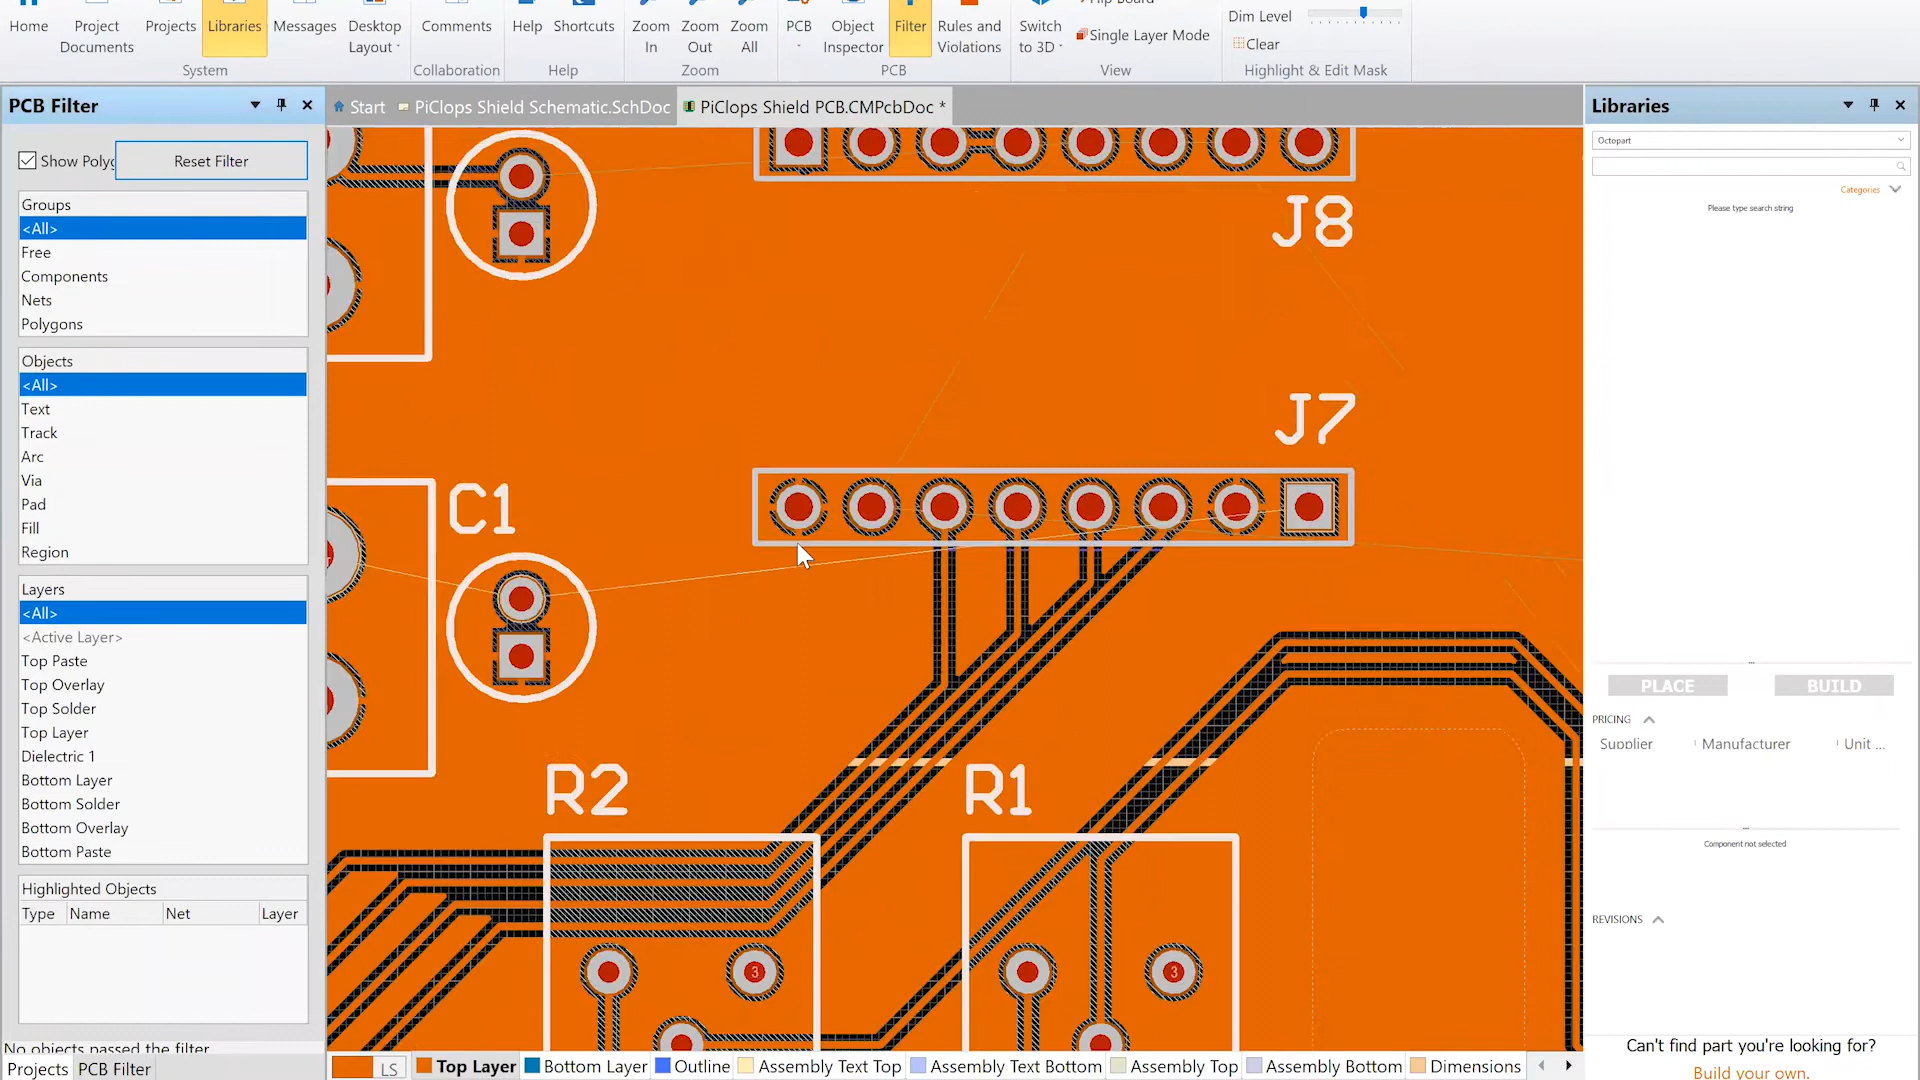 Home
Project
Documents
Projects
Libraries
Messages
Desktop
Layout
System
Comments
Collaboration
Help
Shortcuts
Help
Zoom
In
Zoom
Out
Zoom
All
Zoom
PCB
Object
Inspector
Filter
Rules and
Violations
PCB
Switch
to 3D
Flip Board
Single Layer Mode
View
Dim Level
Clear
Highlight & Edit Mask
PCB Filter
Start
PiClops Shield Schematic.SchDoc
PiClops Shield PCB.CMPcbDoc *
Libraries
Show Polyg
Reset Filter
Groups
<All>
Free
Components
Nets
Polygons
Objects
<All>
Text
Track
Arc
Via
Pad
Fill
Region
Layers
<All>
<Active Layer>
Top Paste
Top Overlay
Top Solder
Top Layer
Dielectric 1
Bottom Layer
Bottom Solder
Bottom Overlay
Bottom Paste
Highlighted Objects
Type Name Net Layer
No objects passed the filter
Projects PCB Filter
J8
J7
C1
R2
R1
3
3
LS
Top Layer
Bottom Layer
Outline
Assembly Text Top
Assembly Text Bottom
Assembly Top
Assembly Bottom
Dimensions
Octopart
Categories
Please type search string
PLACE
BUILD
PRICING
Supplier Manufacturer Unit ...
Component not selected
REVISIONS
Can't find part you're looking for?
Build your own.